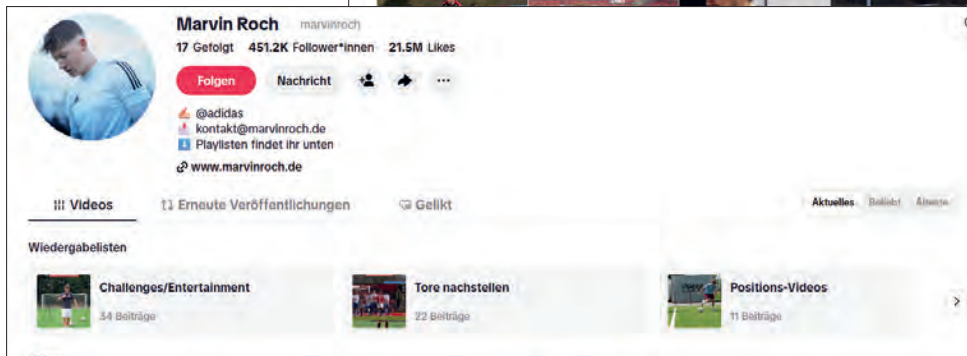 Marvin Roch marvinroch
17 Gefolgt 451.2K Follower*innen 21.5M Likes
Folgen Nachricht
@adidas
kontakt@marvinroch.de
Playlisten findet ihr unten
www.marvinroch.de
Videos Erneute Veröffentlichungen Gelikt
Aktuelles Beliebt Älteste
Wiedergabelisten
Challenges/Entertainment
34 Beiträge
Tore nachstellen
22 Beiträge
Positions-Videos
11 Beiträge